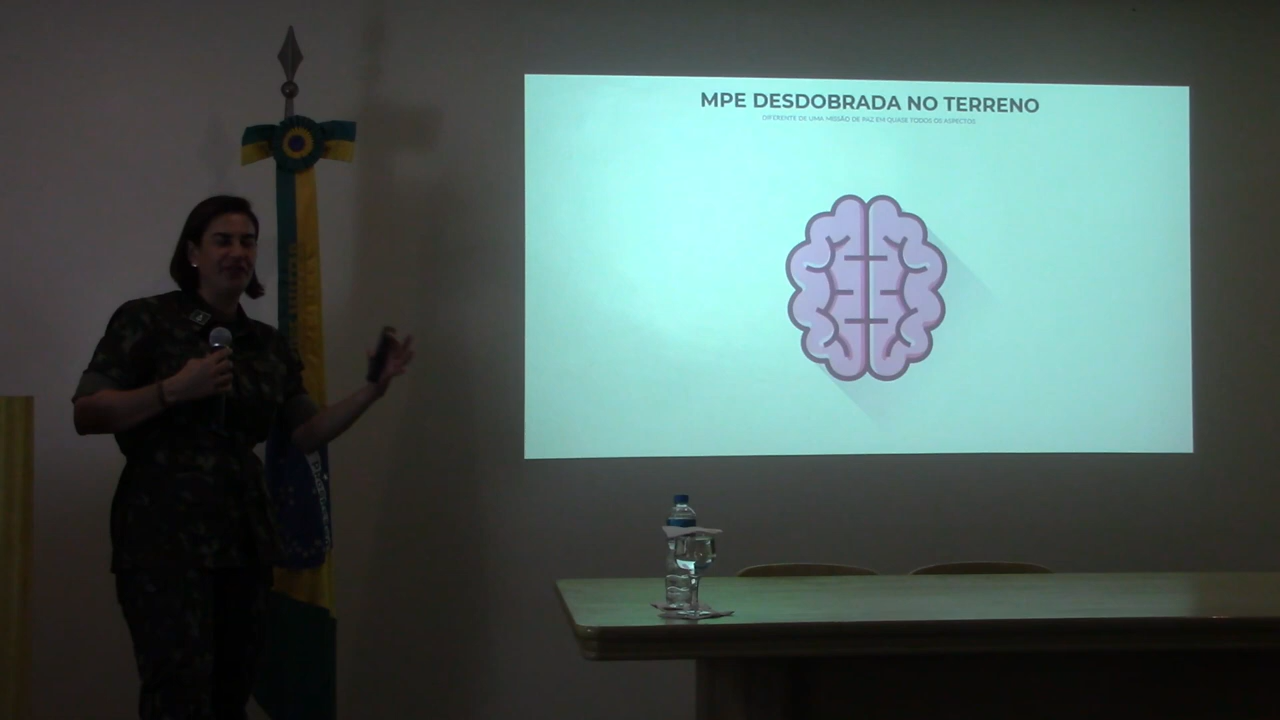 MPE DESDOBRADA NO TERRENO
DIFERENTE DE UMA MISSÃO DE PAZ EM QUASE TODOS OS ASPECTOS